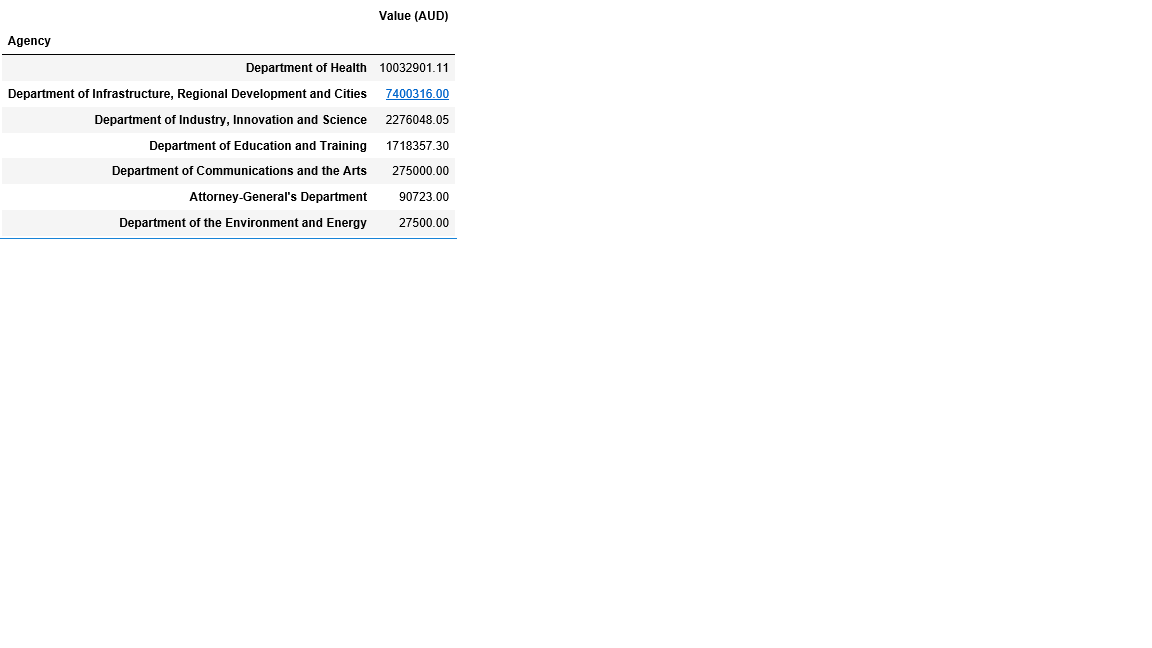 Value (AUD)
Agency
Department of Health 10032901.11
Department of Infrastructure, Regional Development and Cities 7400316.00
Department of Industry, Innovation and Science 2276048.05
Department of Education and Training 1718357.30
Department of Communications and the Arts 275000.00
Attorney-General's Department 90723.00
Department of the Environment and Energy 27500.00